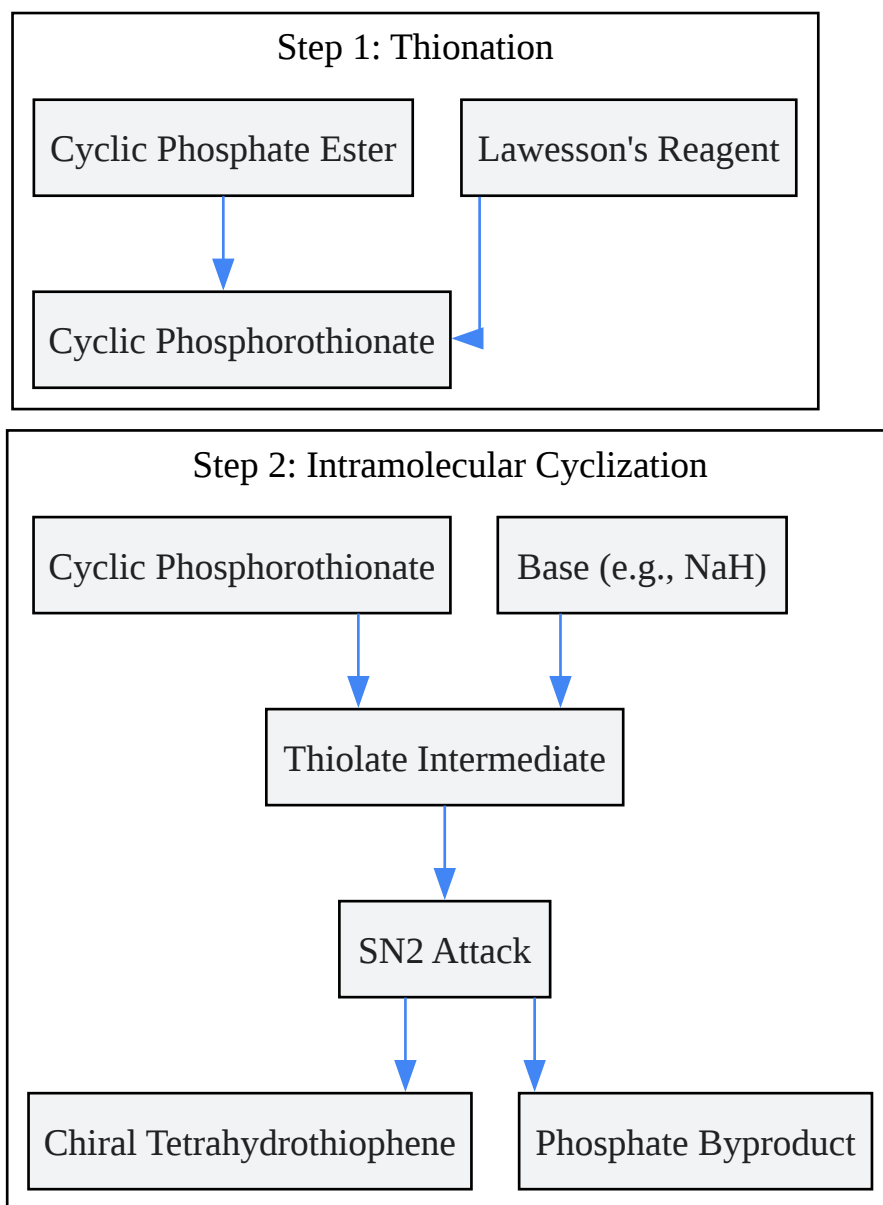 Step 1: Thionation
Cyclic Phosphate Ester
Lawesson's Reagent
Cyclic Phosphorothionate
Step 2: Intramolecular Cyclization
Cyclic Phosphorothionate
Base (e.g., NaH)
Thiolate Intermediate
SN2 Attack
Chiral Tetrahydrothiophene
Phosphate Byproduct